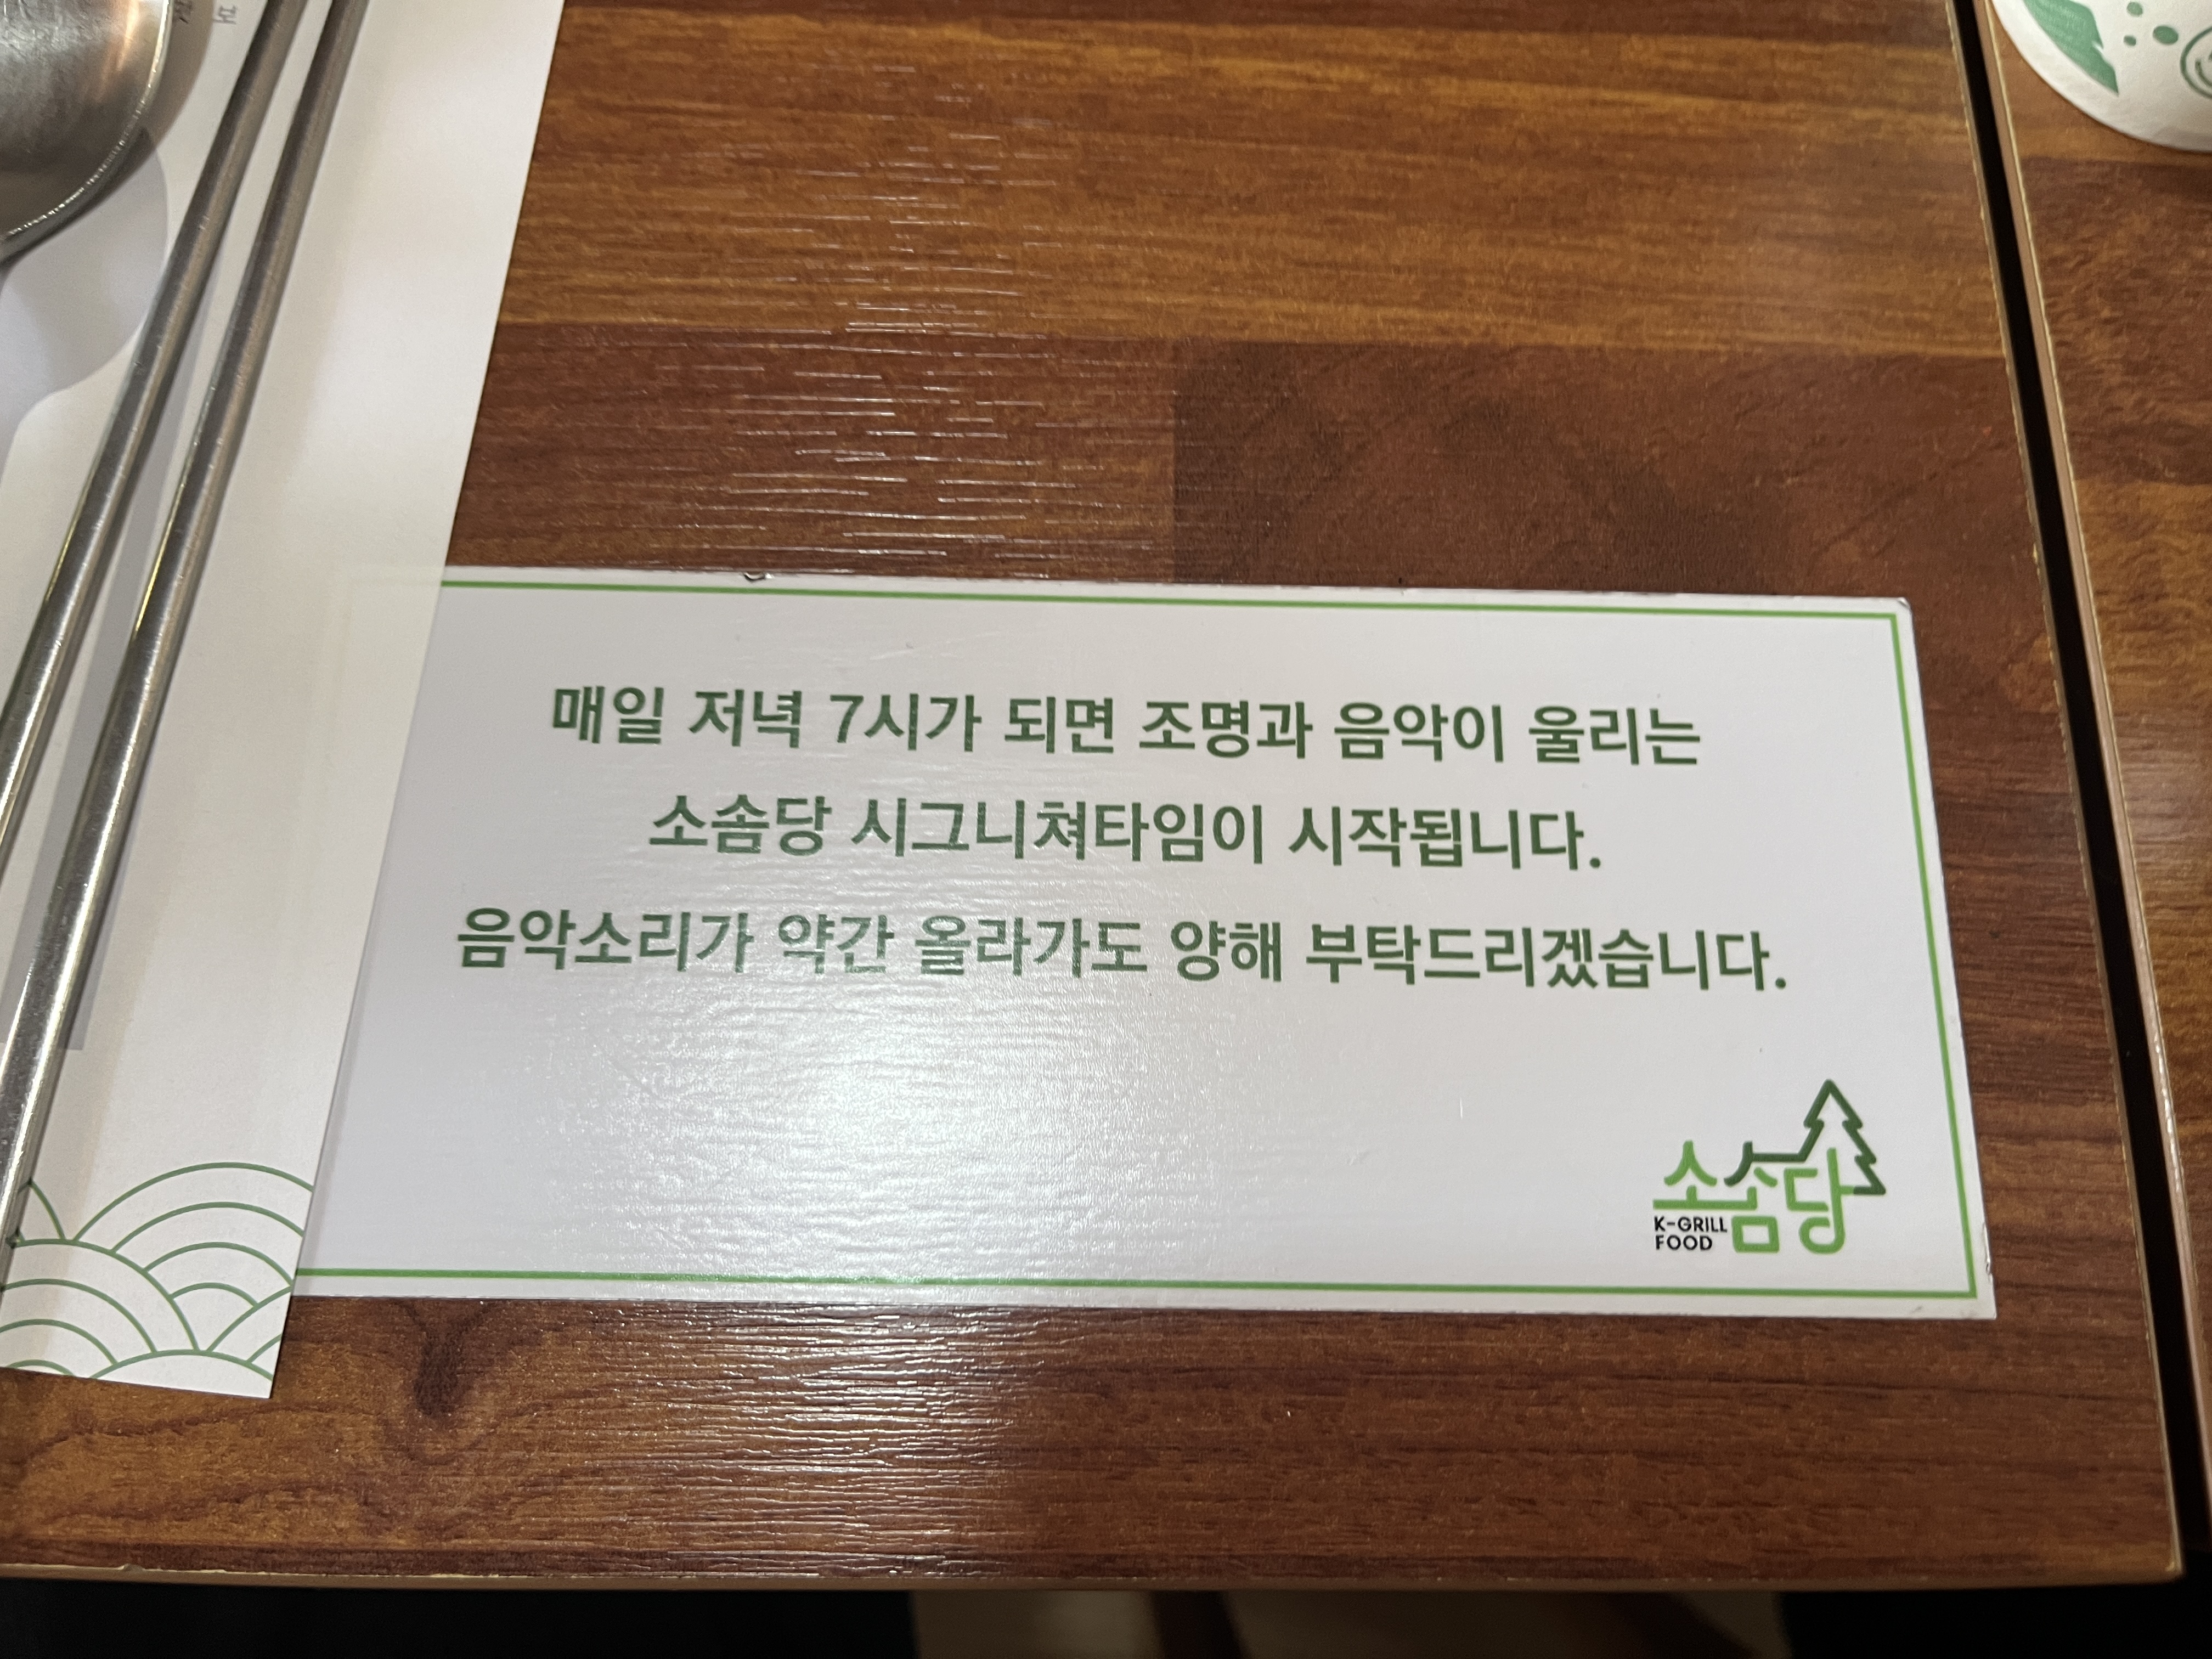 매일 저녁 7시가 되면 조명과 음악이 울리는
소솜당 시그니쳐타임이 시작됩니다.
음악소리가 약간 올라가도 양해 부탁드리겠습니다.
소솜당
K-GRILL
FOOD